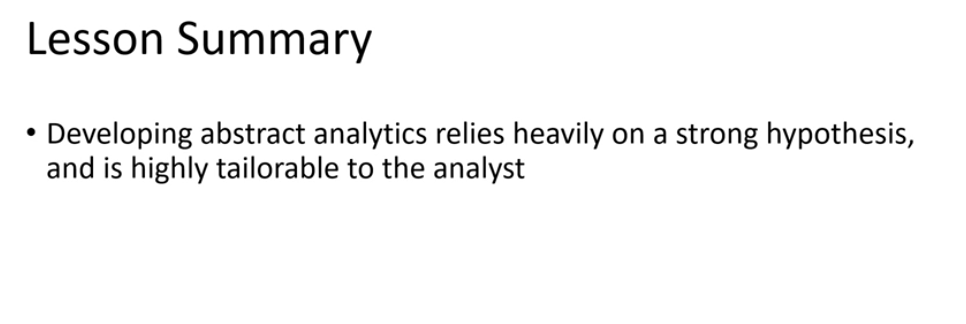 Lesson Summary
• Developing abstract analytics relies heavily on a strong hypothesis,
and is highly tailorable to the analyst